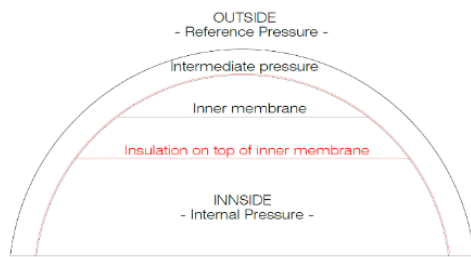 OUTSIDE
- Reference Pressure -
Intermediate pressure
Inner membrane
Insulation on top of inner membrane
INNSIDE
- Internal Pressure -